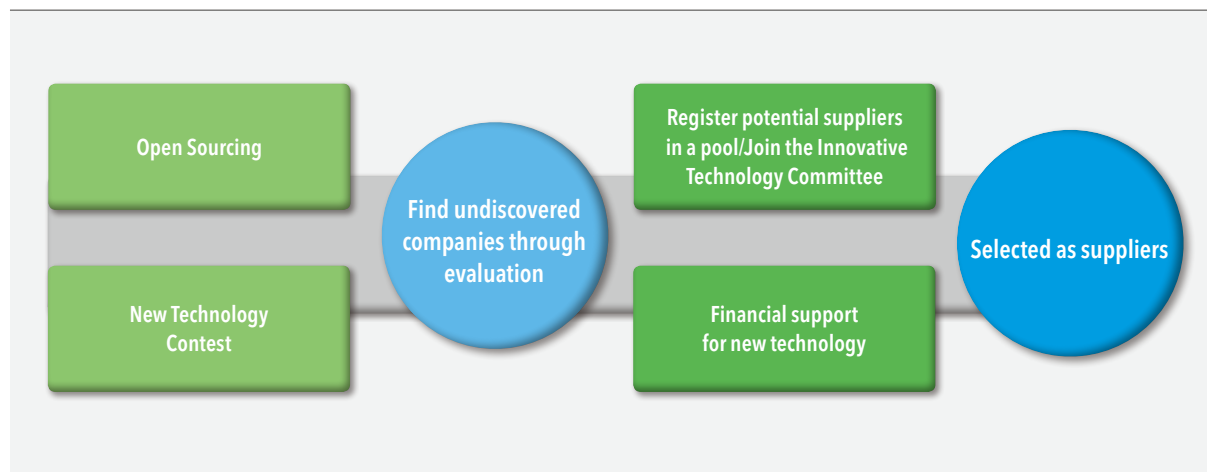 Open Sourcing
New Technology
Contest
Find undiscovered
companies through
evaluation
Register potential suppliers
in a pool/Join the Innovative
Technology Committee
Financial support
for new technology
Selected as suppliers